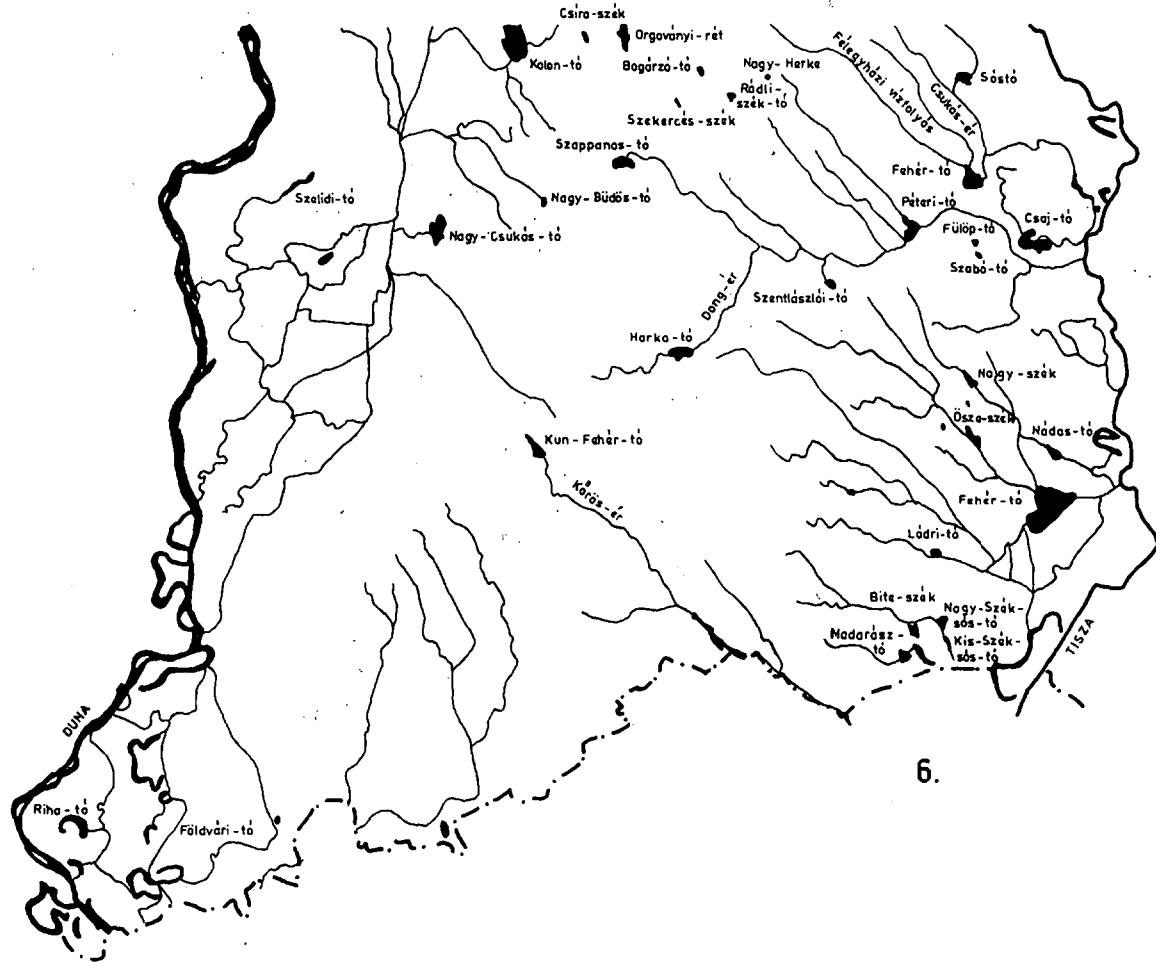 Csíra-szék
Kolon-tó
Orgoványi-rét
Bogárzó-tó
Nagy-Herke
Rádli-
szék-tó
Szekercés-szék
Félegyházi vízfolyás
Csukás-ér
Sóstó
Szappanos-tó
Fehér-tó
Szelidi-tó
Nagy-Büdös-tó
Péteri-tó
Nagy-Csukás-tó
Fülöp-tó
Csaj-tó
Szabó-tó
Szentlászlói-tó
Dong-ér
Harka-tó
Nagy-szék
Ősze-szék
Kun-Fehér-tó
Nádas-tó
Kőrös-ér
Fehér-tó
Lódri-tó
Bite-szék
Nagy-Szék-
sós-tó
Madarász-
tó
Kis-Szék-
sós-tó
TISZA
DUNA
6.
Riha-tó
Földvári-tó